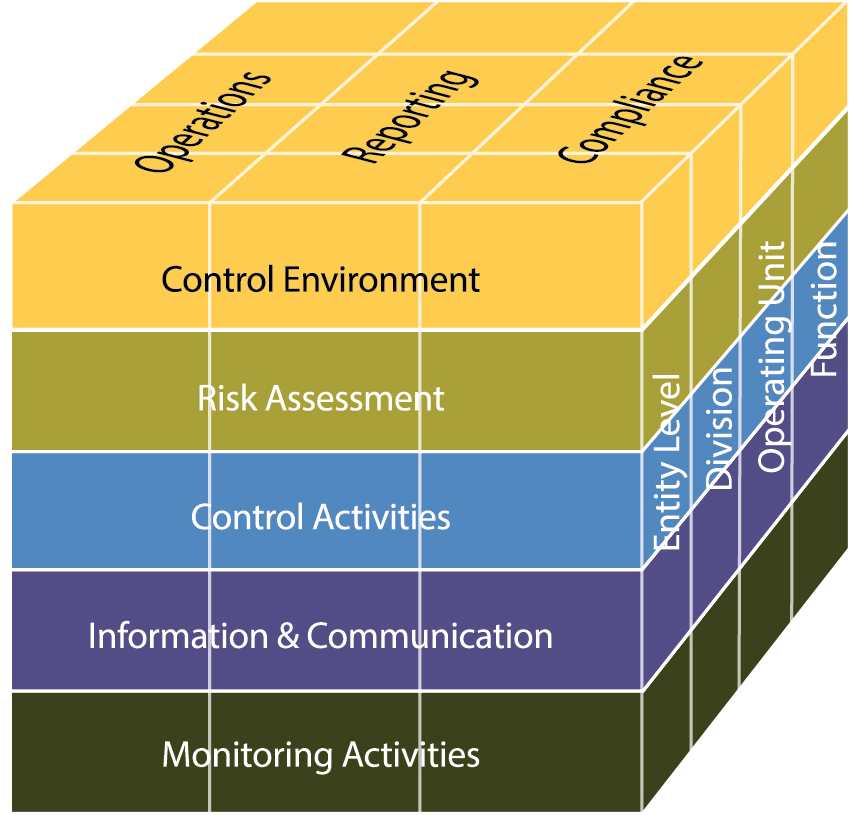 Operations
Reporting
Compliance
Control Environment
Risk Assessment
Control Activities
Information & Communication
Monitoring Activities
Entity Level
Division
Operating Unit
Function